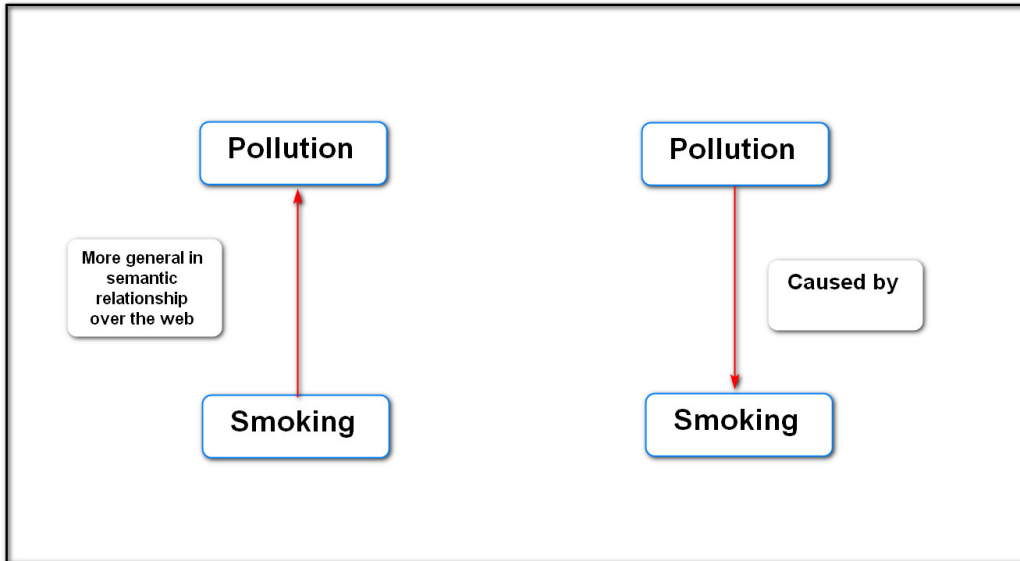 Pollution
More general in
semantic
relationship
over the web
Smoking
Pollution
Caused by
Smoking